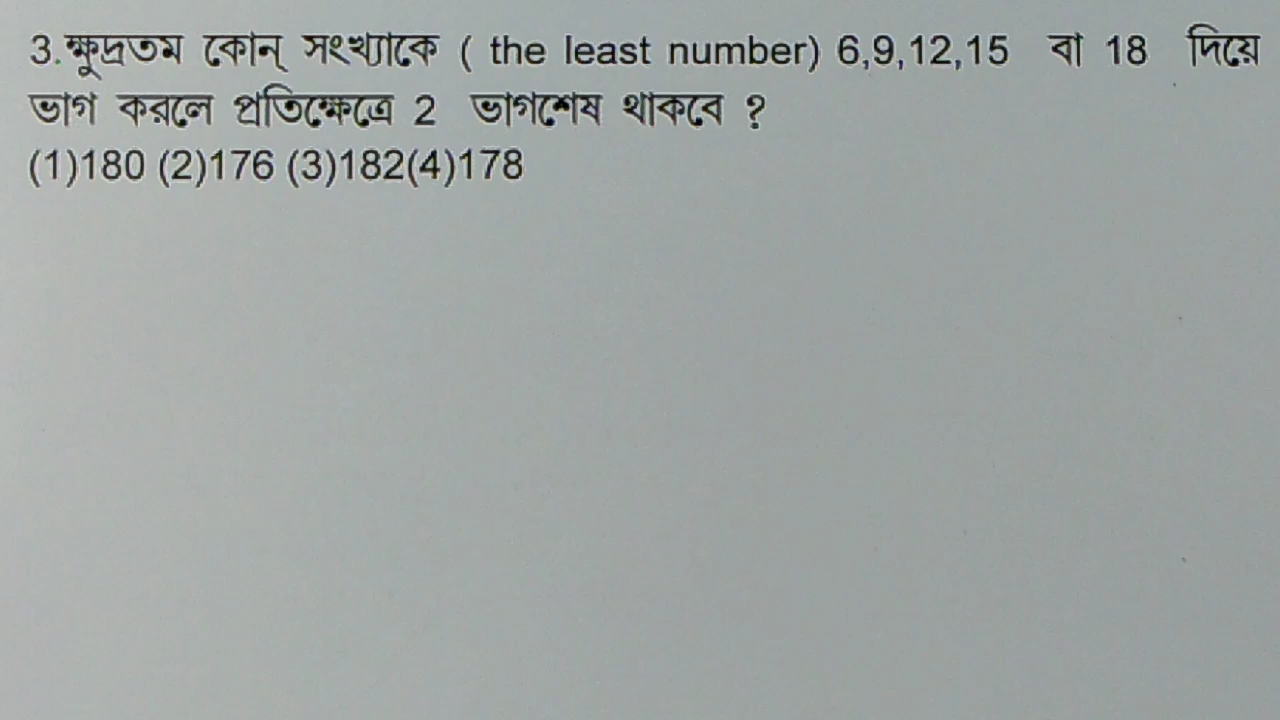 3.ক্ষুদ্রতম কোন্ সংখ্যাকে ( the least number) 6,9,12,15 বা 18 দিয়ে
ভাগ করলে প্রতিক্ষেত্রে 2 ভাগশেষ থাকবে ?
(1)180 (2)176 (3)182(4)178